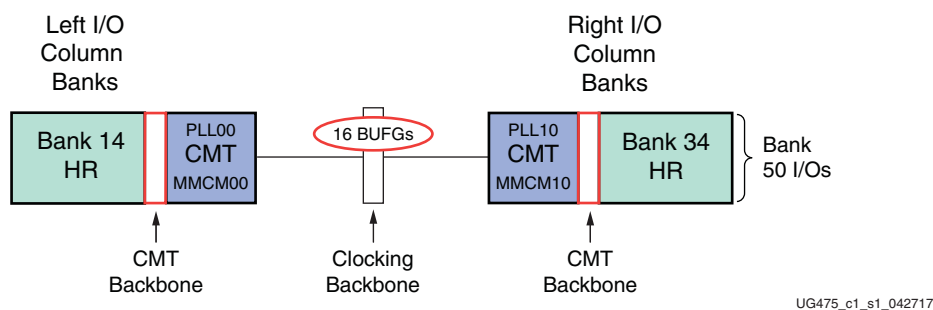 Left I/O
Column
Banks
Right I/O
Column
Banks
Bank 14
HR
PLL00
CMT
MMCM00
16 BUFGs
PLL10
CMT
MMCM10
Bank 34
HR
Bank
50 I/Os
CMT
Backbone
Clocking
Backbone
CMT
Backbone
UG475_c1_s1_042717